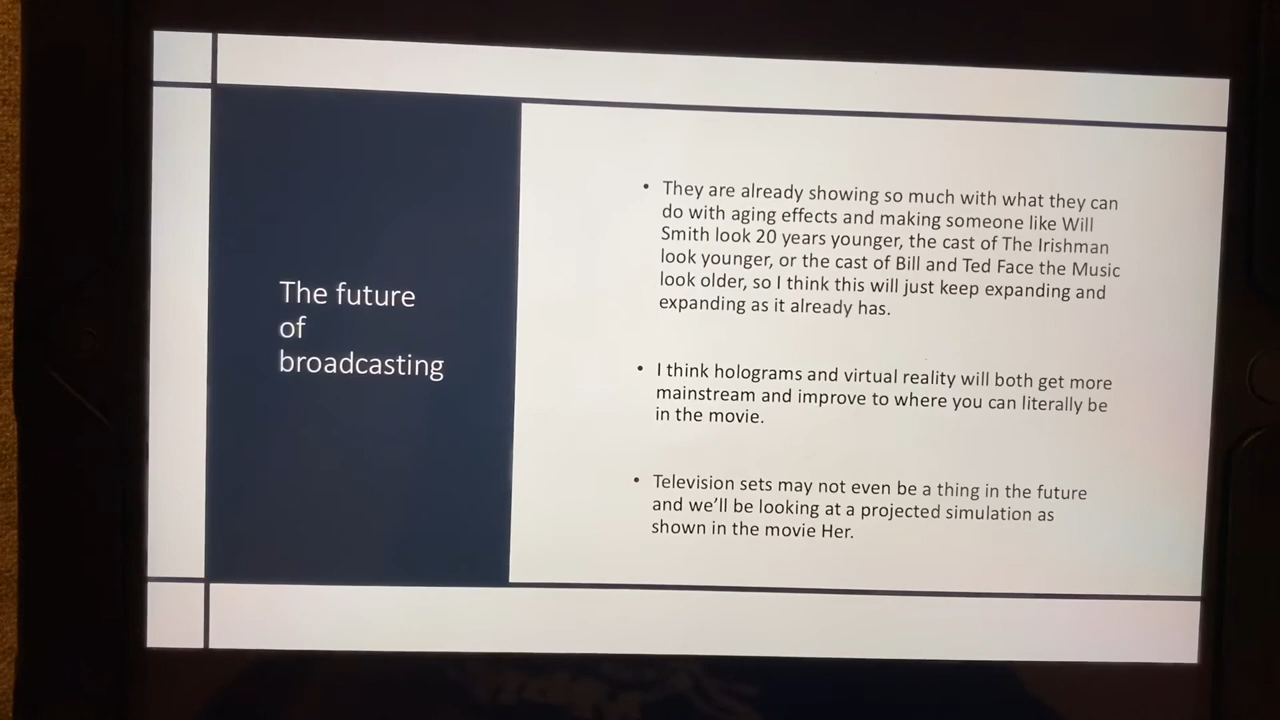 The future
of
broadcasting
• They are already showing so much with what they can
do with aging effects and making someone like Will
Smith look 20 years younger, the cast of The Irishman
look younger, or the cast of Bill and Ted Face the Music
look older, so I think this will just keep expanding and
expanding as it already has.
• I think holograms and virtual reality will both get more
mainstream and improve to where you can literally be
in the movie.
• Television sets may not even be a thing in the future
and we’ll be looking at a projected simulation as
shown in the movie Her.